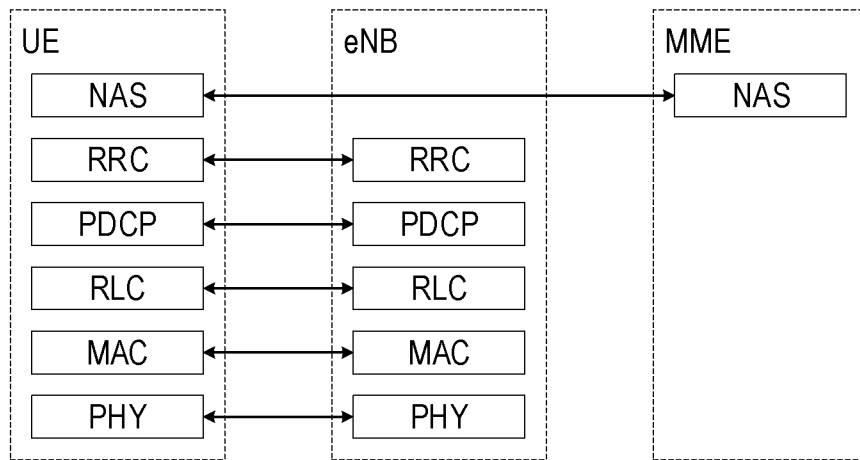 UE eNB MME
NAS NAS
RRC RRC
PDCP PDCP
RLC RLC
MAC MAC
PHY PHY